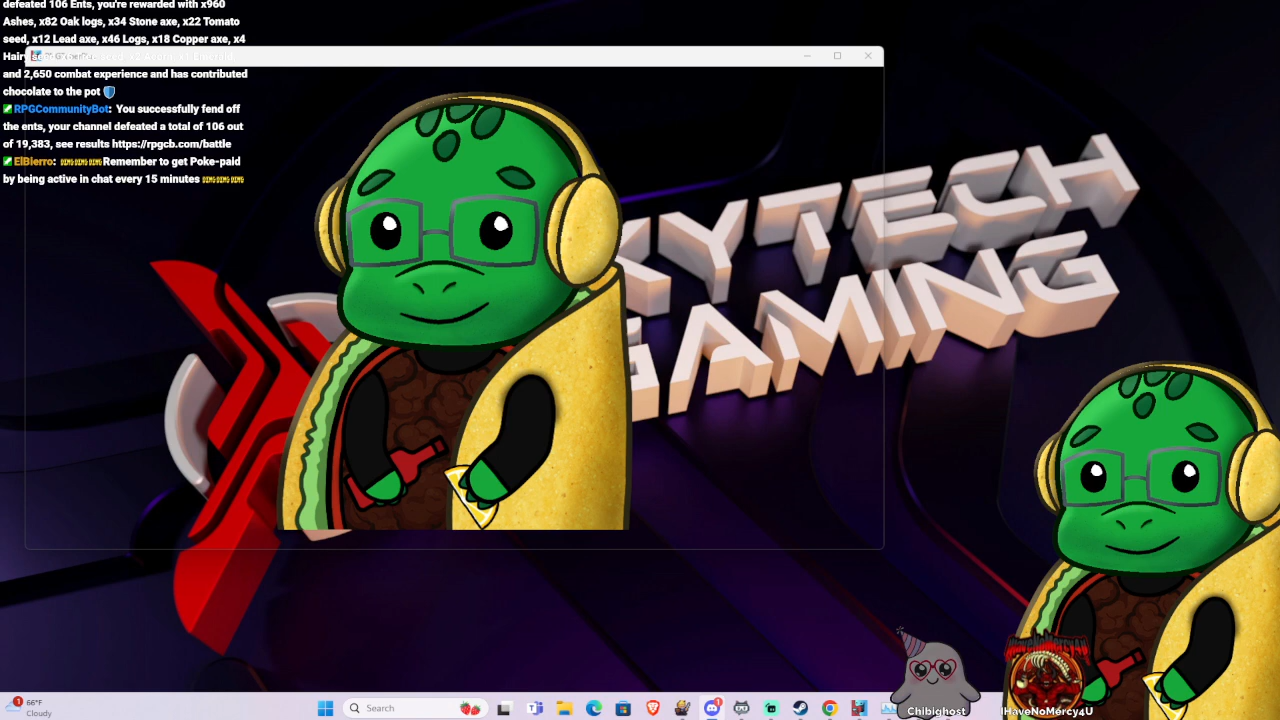 defeated 106 Ents, you're rewarded with x960
Ashes, x82 Oak logs, x34 Stone axe, x22 Tomato
seed, x12 Lead axe, x46 Logs, x18 Copper axe, x4
Hairy
and 2,650 combat experience and has contributed
chocolate to the pot
RPGCommunityBot: You successfully fend off
the ents, your channel defeated a total of 106 out
of 19,383, see results https://rpgcb.com/battle
ElBierro: Remember to get Poke-paid
by being active in chat every 15 minutes
SKYTECH
GAMING
IHaveNoMercy4U
Chibighost
IHaveNoMercy4U
1
66°F
Cloudy
Search